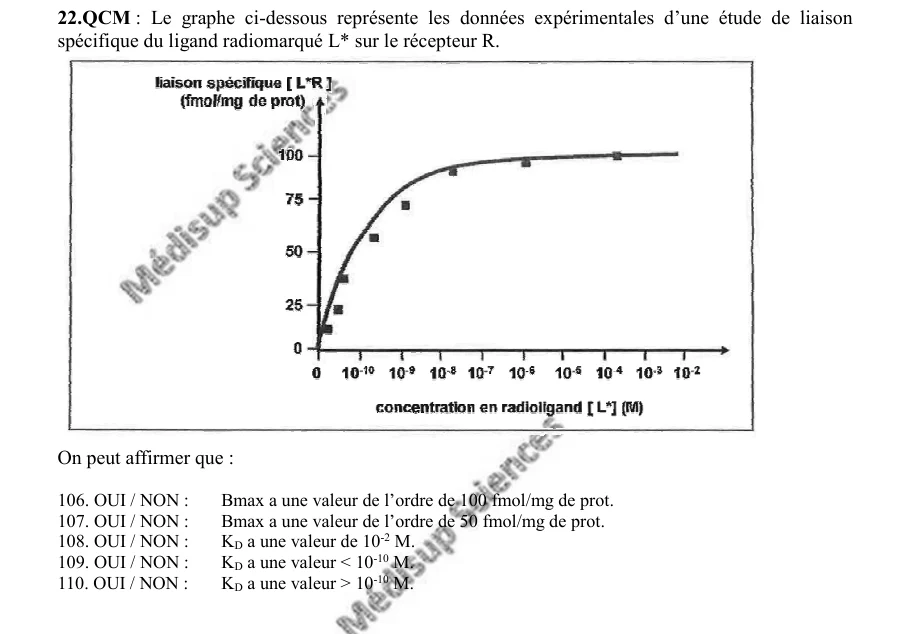 22.QCM : Le graphe ci-dessous représente les données expérimentales d’une étude de liaison
spécifique du ligand radiomarqué L* sur le récepteur R.
liaison spécifique [ L*R ]
(fmol/mg de prot)
100
75
50
25
0
0 10⁻¹⁰ 10⁻⁹ 10⁻⁸ 10⁻⁷ 10⁻⁶ 10⁻⁵ 10⁻⁴ 10⁻³ 10⁻²
concentration en radioligand [ L*] (M)
Médisup Sciences
On peut affirmer que :
106. OUI / NON : Bmax a une valeur de l’ordre de 100 fmol/mg de prot.
107. OUI / NON : Bmax a une valeur de l’ordre de 50 fmol/mg de prot.
108. OUI / NON : K_D a une valeur de 10⁻² M.
109. OUI / NON : K_D a une valeur < 10⁻¹⁰ M.
110. OUI / NON : K_D a une valeur > 10⁻¹⁰ M.
Médisup Sciences